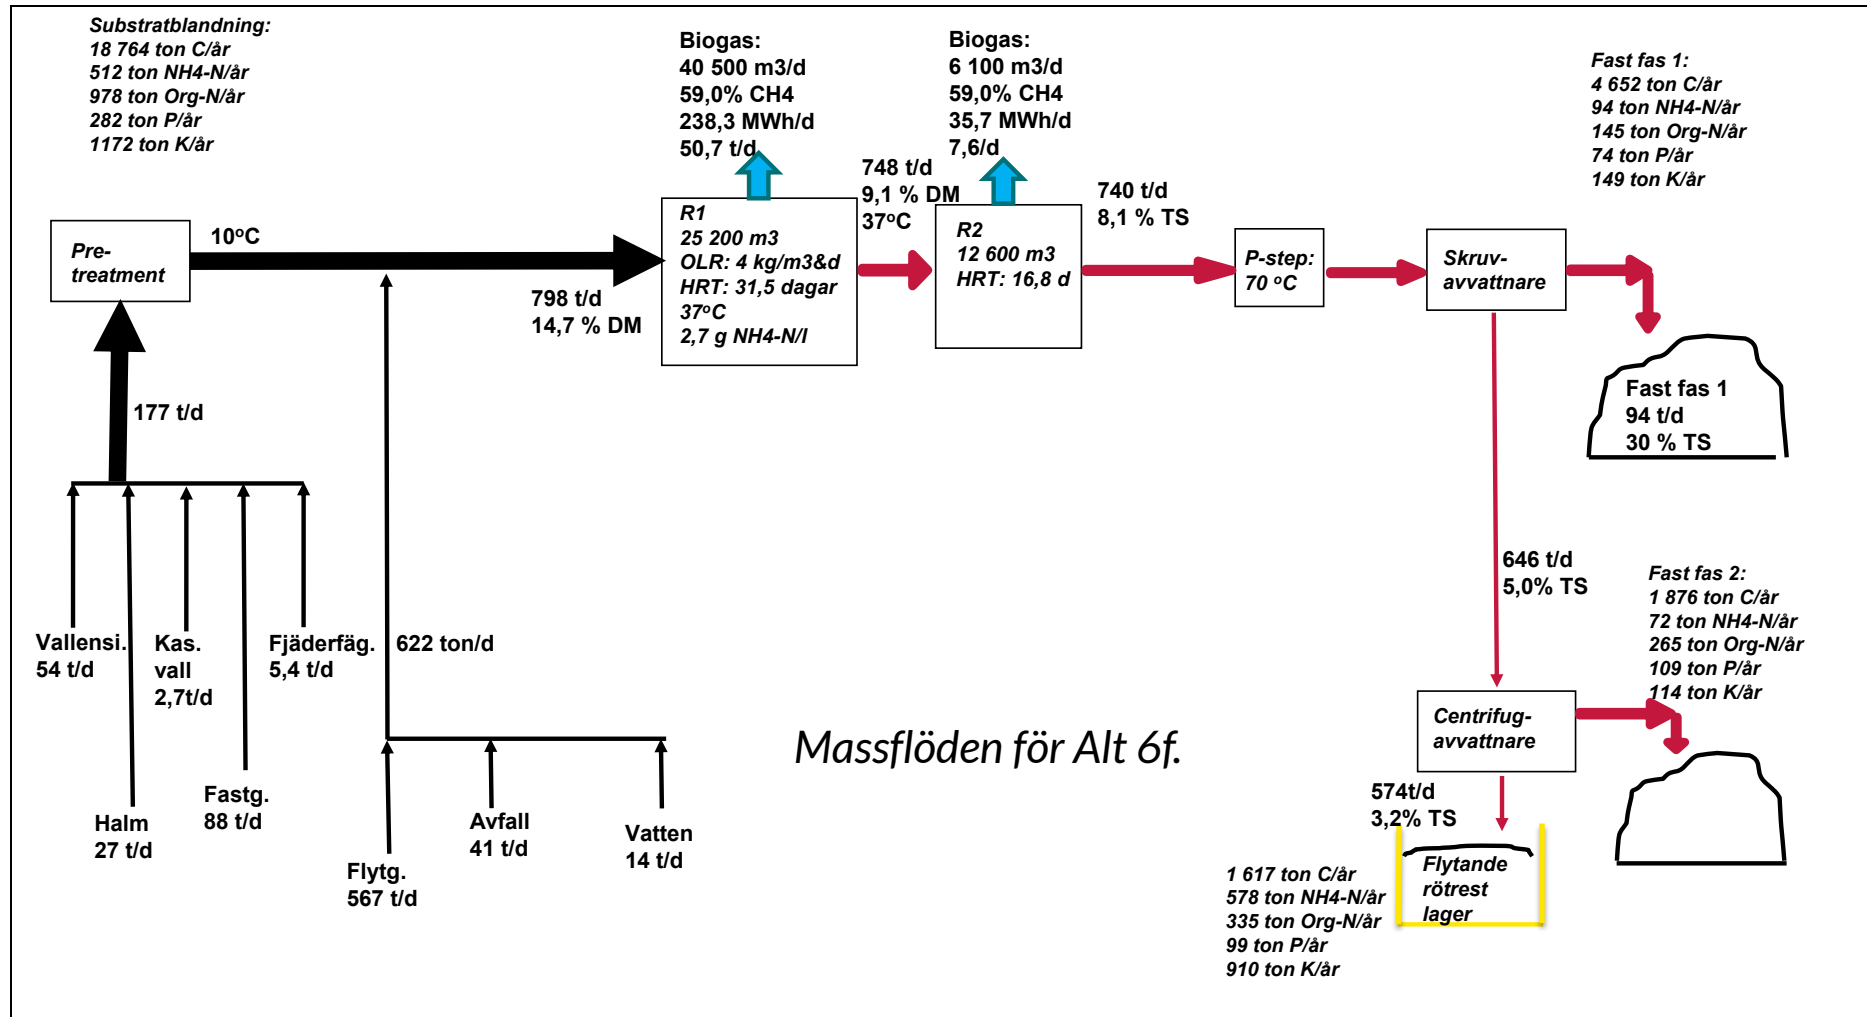 Substratblandning:
18 764 ton C/år
512 ton NH4-N/år
978 ton Org-N/år
282 ton P/år
1172 ton K/år
Biogas:
40 500 m3/d
59,0% CH4
238,3 MWh/d
50,7 t/d
Biogas:
6 100 m3/d
59,0% CH4
35,7 MWh/d
7,6/d
Fast fas 1:
4 652 ton C/år
94 ton NH4-N/år
145 ton Org-N/år
74 ton P/år
149 ton K/år
Pre-
treatment
10°C
798 t/d
14,7 % DM
R1
25 200 m3
OLR: 4 kg/m3&d
HRT: 31,5 dagar
37°C
2,7 g NH4-N/l
748 t/d
9,1 % DM
37°C
R2
12 600 m3
HRT: 16,8 d
740 t/d
8,1 % TS
P-step:
70 °C
Skruv-
avvattnare
Fast fas 1
94 t/d
30 % TS
177 t/d
Vallensi.
54 t/d
Kas.
vall
2,7t/d
Fjäderfäg.
5,4 t/d
622 ton/d
Halm
27 t/d
Fastg.
88 t/d
Flytg.
567 t/d
Avfall
41 t/d
Vatten
14 t/d
Massflöden för Alt 6f.
646 t/d
5,0% TS
Fast fas 2:
1 876 ton C/år
72 ton NH4-N/år
265 ton Org-N/år
109 ton P/år
114 ton K/år
Centrifug-
avvattnare
574t/d
3,2% TS
Flytande
rötrest
lager
1 617 ton C/år
578 ton NH4-N/år
335 ton Org-N/år
99 ton P/år
910 ton K/år